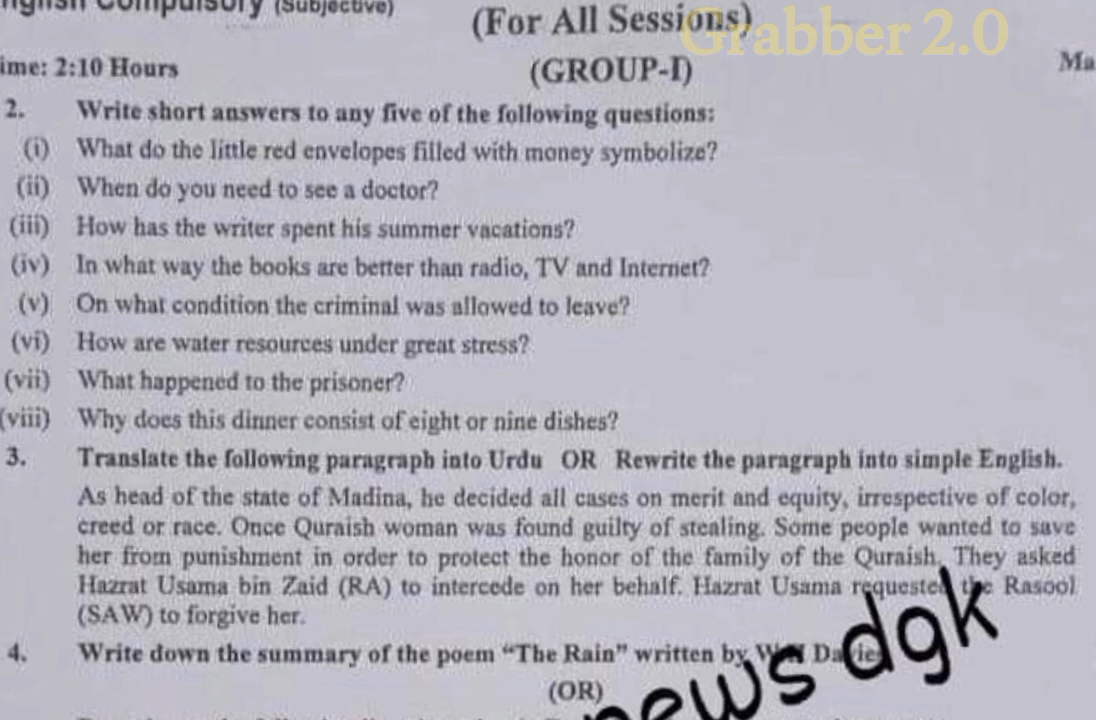 English Compulsory (Subjective)
(For All Sessions)
Grabber 2.0
ime: 2:10 Hours
(GROUP-I)
Ma
2. Write short answers to any five of the following questions:
(i) What do the little red envelopes filled with money symbolize?
(ii) When do you need to see a doctor?
(iii) How has the writer spent his summer vacations?
(iv) In what way the books are better than radio, TV and Internet?
(v) On what condition the criminal was allowed to leave?
(vi) How are water resources under great stress?
(vii) What happened to the prisoner?
(viii) Why does this dinner consist of eight or nine dishes?
3. Translate the following paragraph into Urdu OR Rewrite the paragraph into simple English.
As head of the state of Madina, he decided all cases on merit and equity, irrespective of color,
creed or race. Once Quraish woman was found guilty of stealing. Some people wanted to save
her from punishment in order to protect the honor of the family of the Quraish. They asked
Hazrat Usama bin Zaid (RA) to intercede on her behalf. Hazrat Usama requested the Rasool
(SAW) to forgive her.
4. Write down the summary of the poem “The Rain” written by
(OR)
news dgk